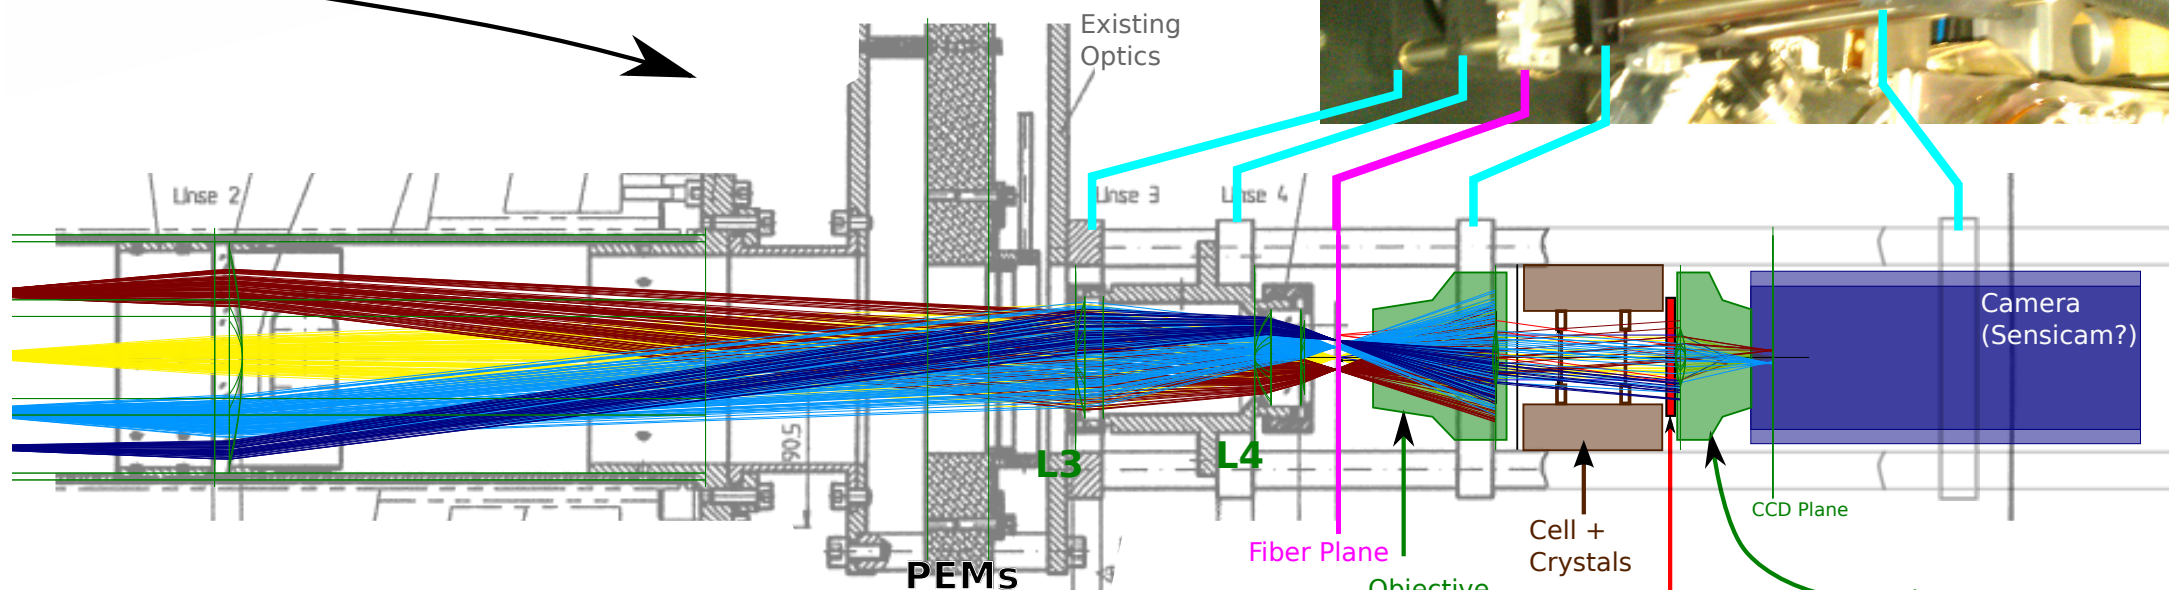 Existing
Optics
Linse 2
Linse 3
Linse 4
Camera
(Sensicam?)
90.5
L3
L4
CCD Plane
Cell +
Crystals
Fiber Plane
PEMs
Objective